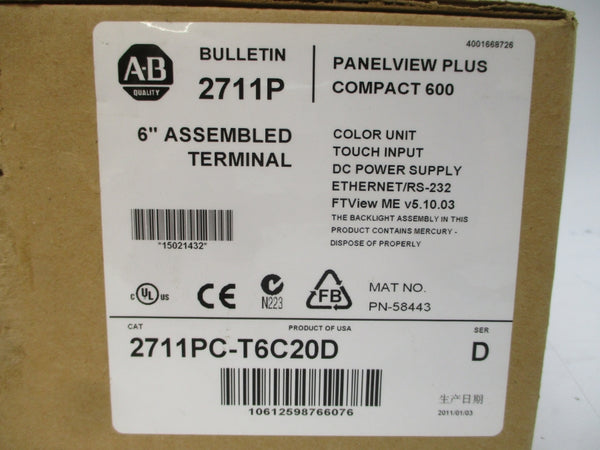 4001668726
A-B
QUALITY
BULLETIN
2711P
PANELVIEW PLUS
COMPACT 600
6" ASSEMBLED
TERMINAL
COLOR UNIT
TOUCH INPUT
DC POWER SUPPLY
ETHERNET/RS-232
FTView ME v5.10.03
THE BACKLIGHT ASSEMBLY IN THIS
PRODUCT CONTAINS MERCURY -
DISPOSE OF PROPERLY
"15021432"
c UL us
CE
N223
FB
MAT NO.
PN-58443
CAT
PRODUCT OF USA
SER
2711PC-T6C20D
D
10612598766076
生产日期
2011/01/03